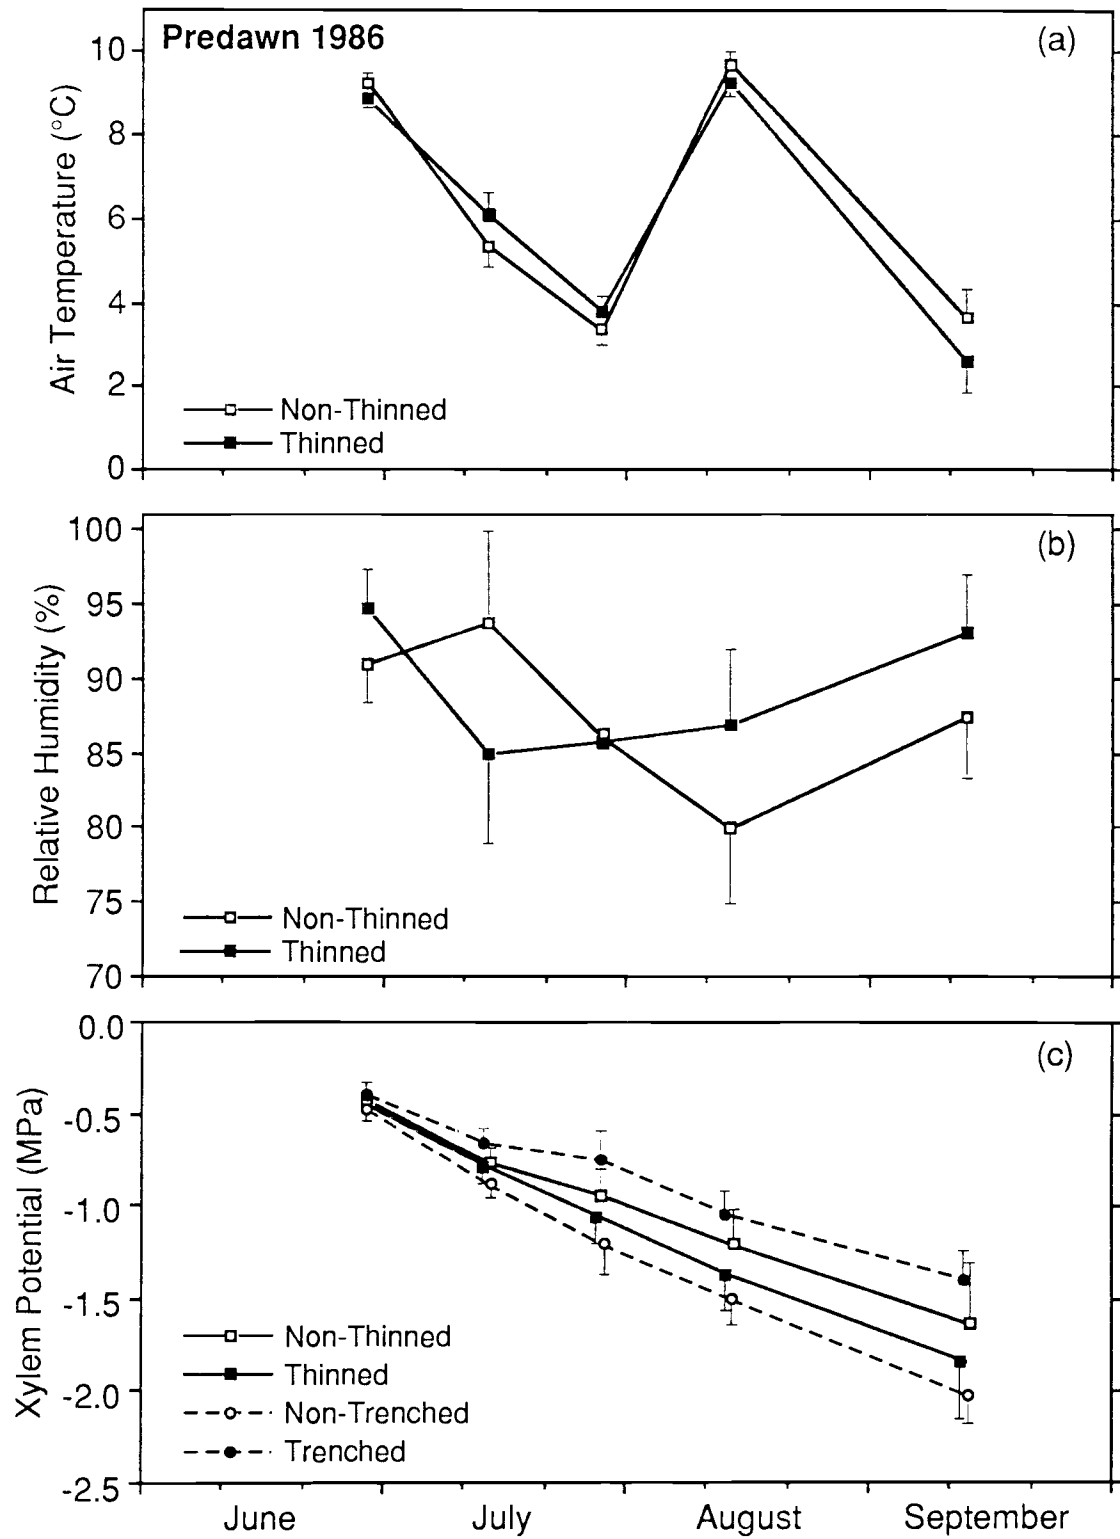 Predawn 1986
(a)
Air Temperature (°C)
10
8
6
4
2
0
Non-Thinned
Thinned
(b)
Relative Humidity (%)
100
95
90
85
80
75
70
Non-Thinned
Thinned
(c)
Xylem Potential (MPa)
0.0
-0.5
-1.0
-1.5
-2.0
-2.5
Non-Thinned
Thinned
Non-Trenched
Trenched
June July August September